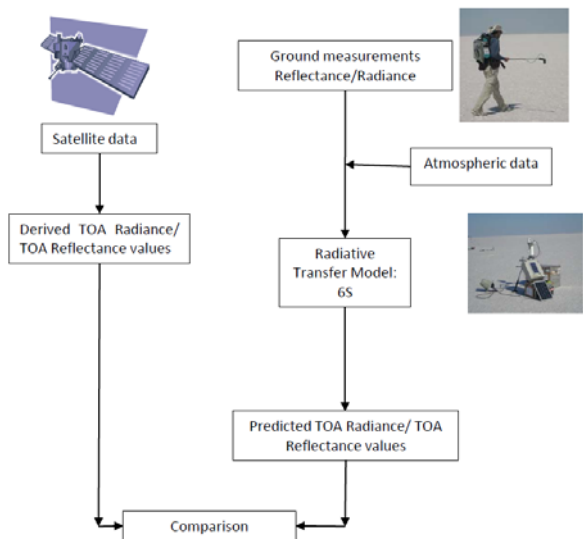 Ground measurements
Reflectance/Radiance
Satellite data
Atmospheric data
Derived TOA Radiance/
TOA Reflectance values
Radiative
Transfer Model:
6S
Predicted TOA Radiance/ TOA
Reflectance values
Comparison